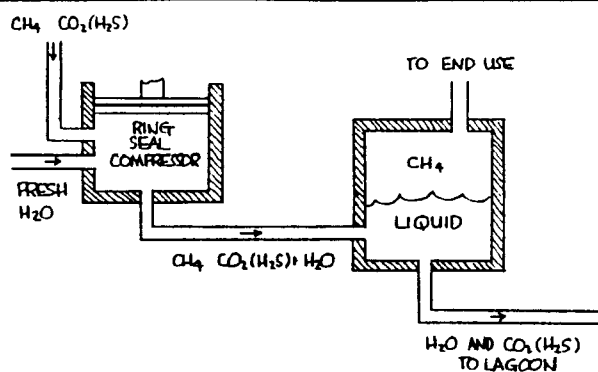 CH₄ CO₂(H₂S)
TO END USE
RING
SEAL
COMPRESSOR
FRESH
H₂O
CH₄
LIQUID
CH₄ CO₂(H₂S)+ H₂O
H₂O AND CO₂(H₂S)
TO LAGOON